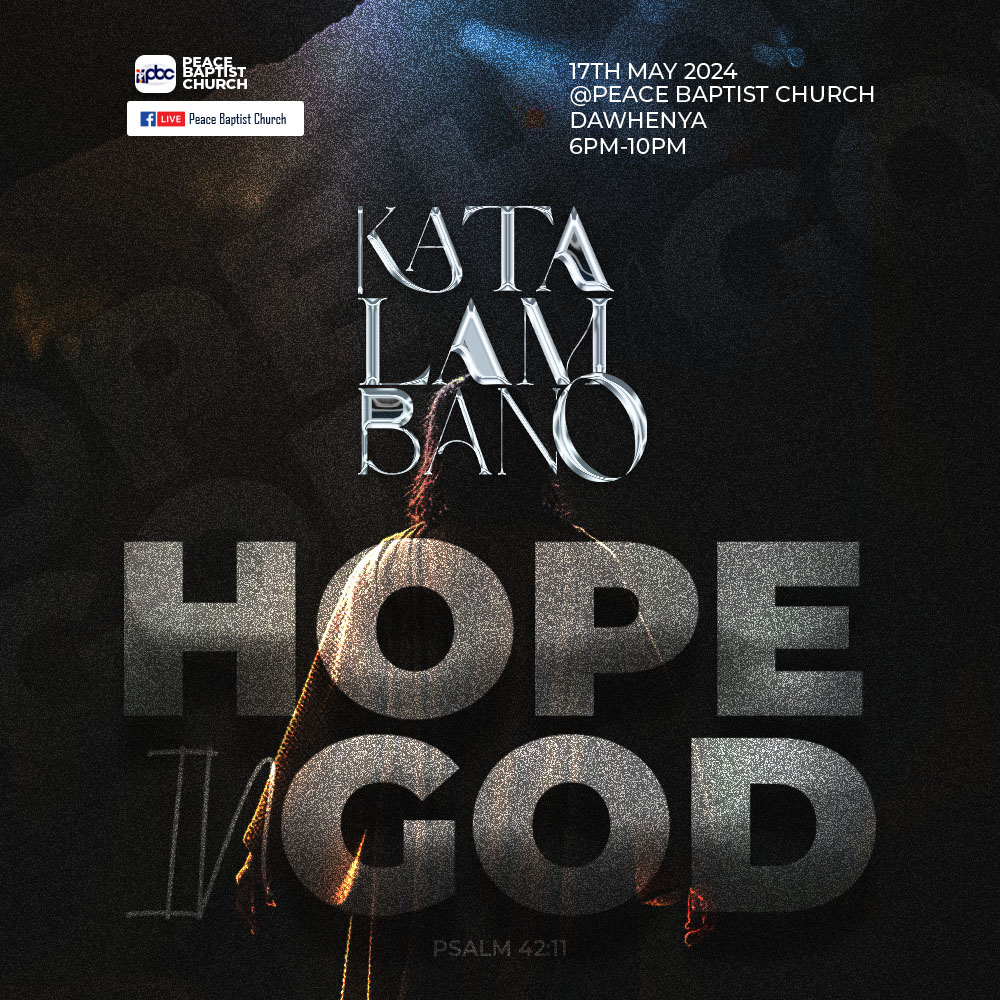 pbc
PEACE
BAPTIST
CHURCH
LIVE Peace Baptist Church
17TH MAY 2024
@PEACE BAPTIST CHURCH
DAWHENYA
6PM-10PM
KATA
LAM
BANO
HOPE
In GOD
PSALM 42:11